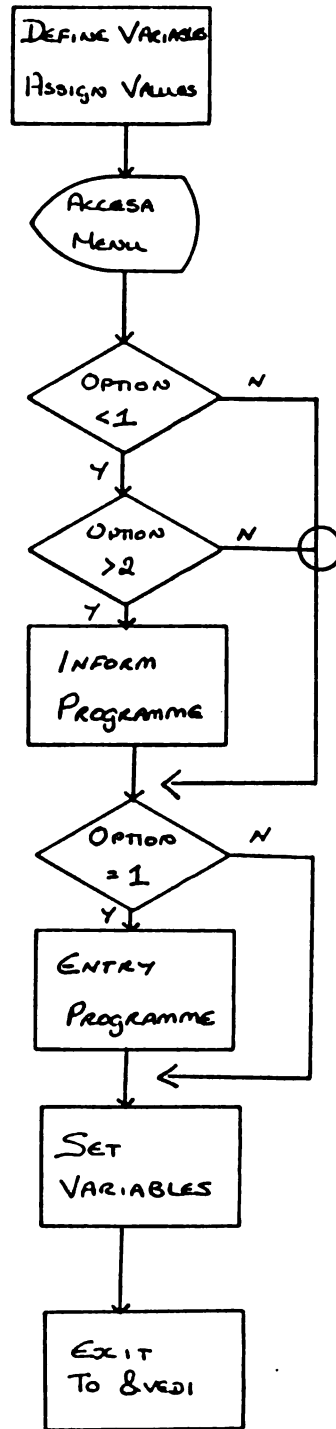 DEFINE VARIABLES
ASSIGN VALUES
ACCESA
MENU
OPTION
<1
N
Y
OPTION
>2
N
Y
INFORM
PROGRAMME
OPTION
= 1
N
Y
ENTRY
PROGRAMME
SET
VARIABLES
EXIT
TO &VEDI